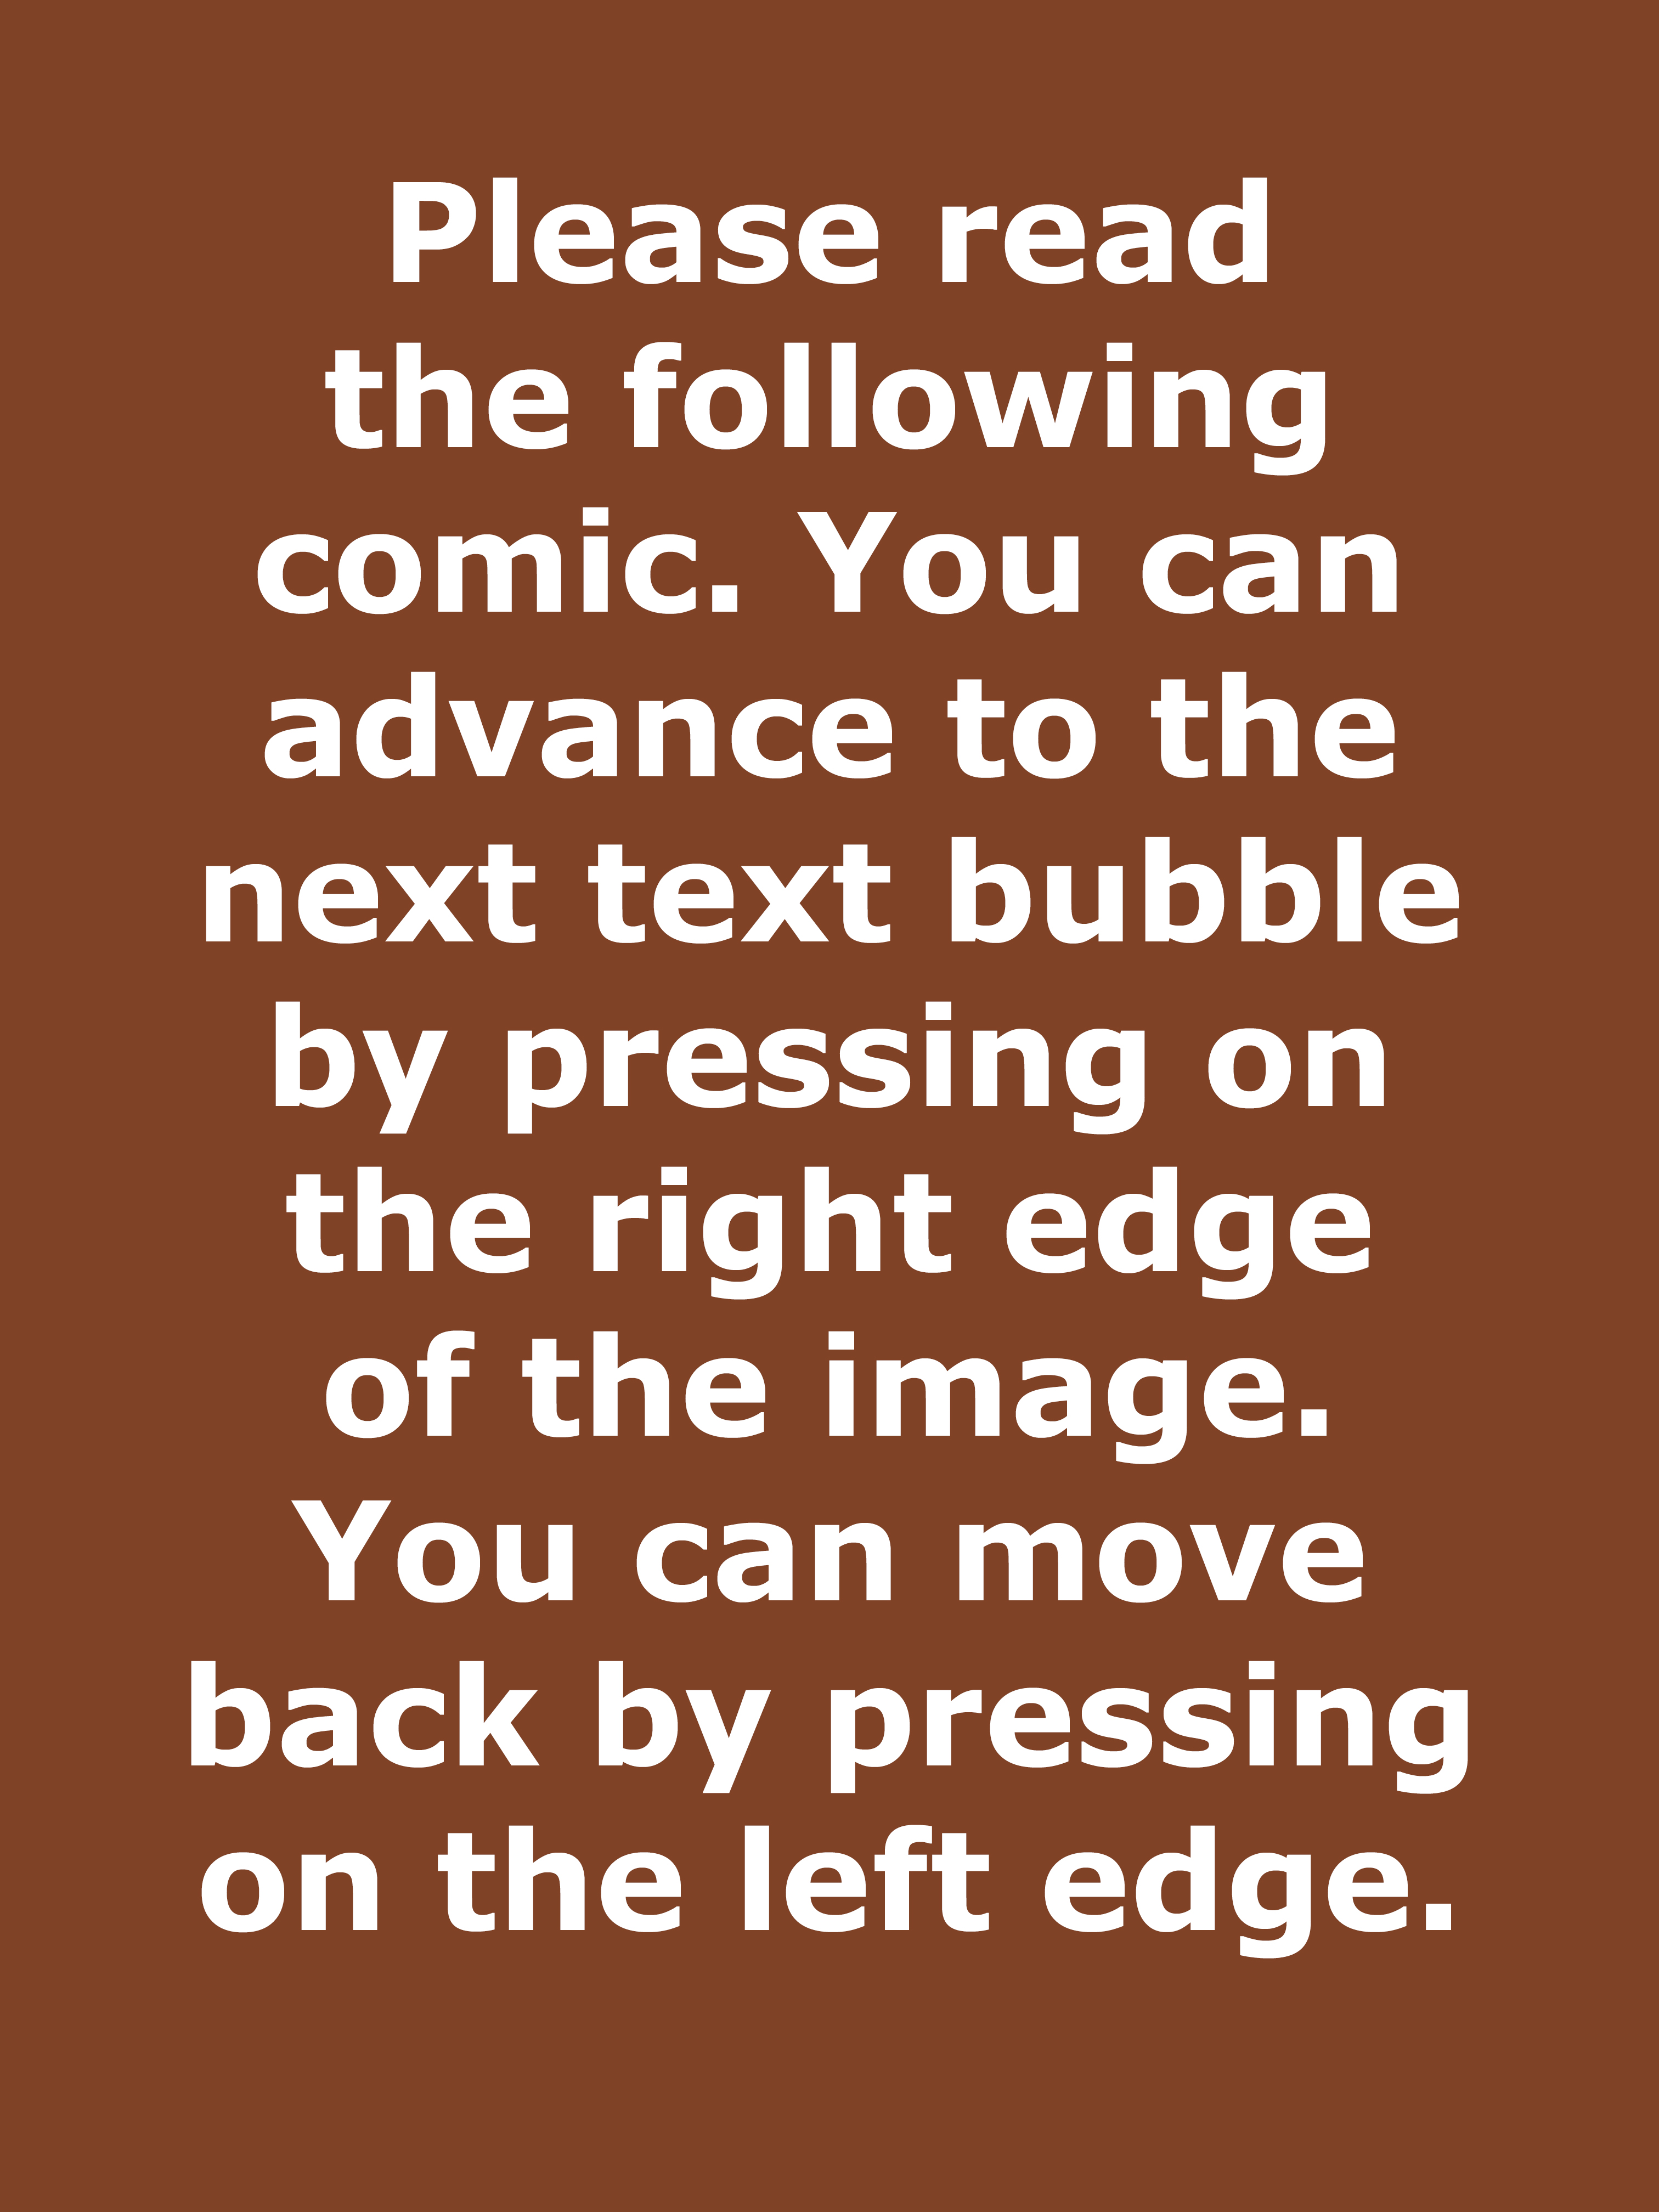 Please read
the following
comic. You can
advance to the
next text bubble
by pressing on
the right edge
of the image.
You can move
back by pressing
on the left edge.